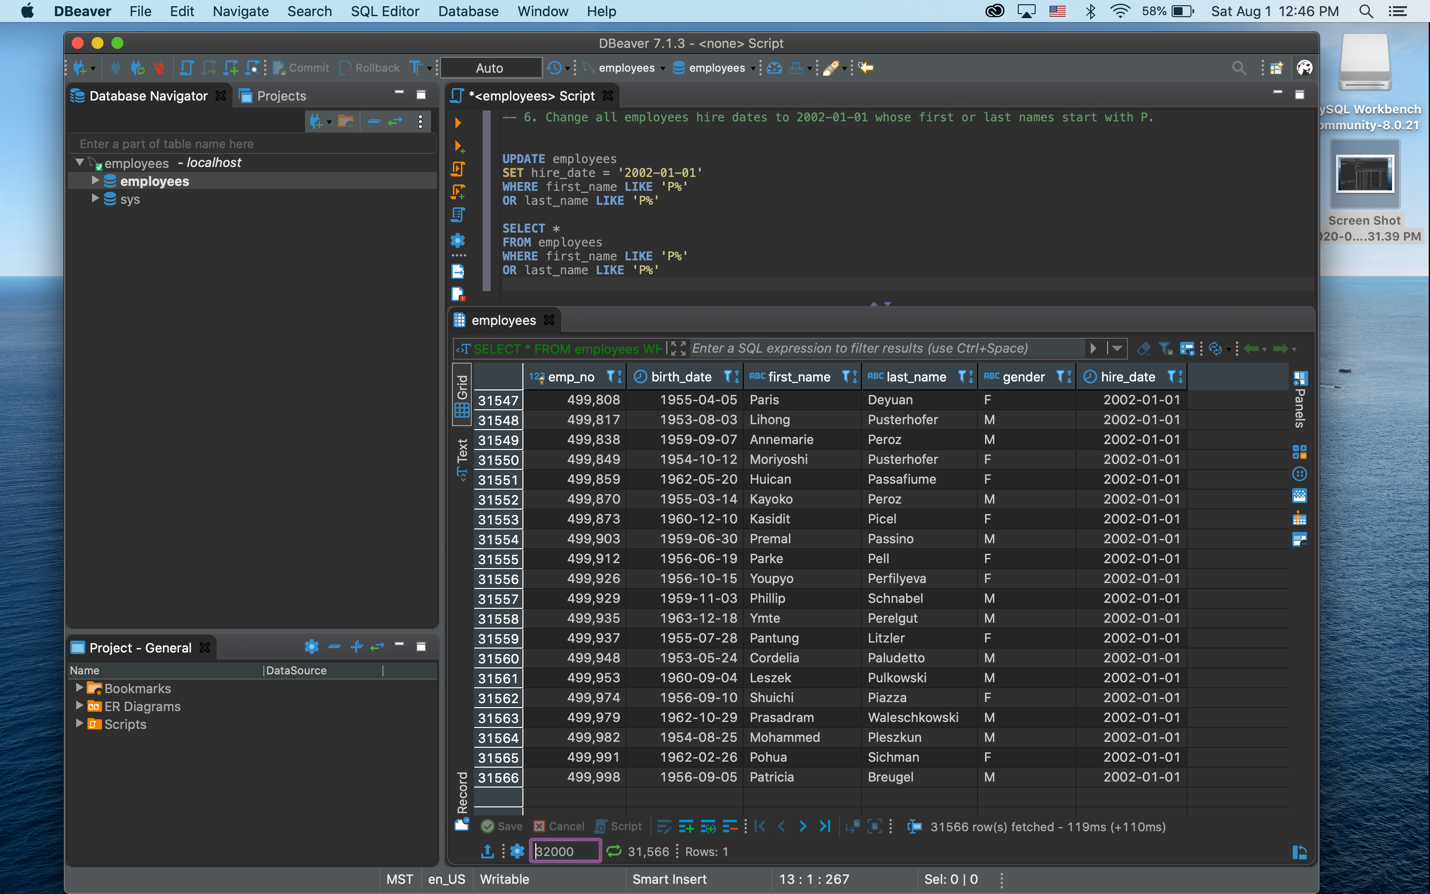 DBeaver File Edit Navigate Search SQL Editor Database Window Help 58% Sat Aug 1 12:46 PM
DBeaver 7.1.3 - <none> Script
Commit Rollback Auto employees employees
Database Navigator Projects
*<employees> Script
Enter a part of table name here
employees - localhost
employees
sys
-- 6. Change all employees hire dates to 2002-01-01 whose first or last names start with P.
UPDATE employees
SET hire_date = '2002-01-01'
WHERE first_name LIKE 'P%'
OR last_name LIKE 'P%'
SELECT *
FROM employees
WHERE first_name LIKE 'P%'
OR last_name LIKE 'P%'
ySQL Workbench
ommunity-8.0.21
Screen Shot
020-0....31.39 PM
employees
SELECT * FROM employees WH Enter a SQL expression to filter results (use Ctrl+Space)
Grid
Text
Record
Panels
123 emp_no birth_date ABC first_name ABC last_name ABC gender hire_date
31547 499,808 1955-04-05 Paris Deyuan F 2002-01-01
31548 499,817 1953-08-03 Lihong Pusterhofer M 2002-01-01
31549 499,838 1959-09-07 Annemarie Peroz M 2002-01-01
31550 499,849 1954-10-12 Moriyoshi Pusterhofer F 2002-01-01
31551 499,859 1962-05-20 Huican Passafiume F 2002-01-01
31552 499,870 1955-03-14 Kayoko Peroz M 2002-01-01
31553 499,873 1960-12-10 Kasidit Picel F 2002-01-01
31554 499,903 1959-06-30 Premal Passino M 2002-01-01
31555 499,912 1956-06-19 Parke Pell F 2002-01-01
31556 499,926 1956-10-15 Youpyo Perfilyeva F 2002-01-01
31557 499,929 1959-11-03 Phillip Schnabel M 2002-01-01
31558 499,935 1963-12-18 Ymte Perelgut M 2002-01-01
31559 499,937 1955-07-28 Pantung Litzler F 2002-01-01
31560 499,948 1953-05-24 Cordelia Paludetto M 2002-01-01
31561 499,953 1960-09-04 Leszek Pulkowski M 2002-01-01
31562 499,974 1956-09-10 Shuichi Piazza F 2002-01-01
31563 499,979 1962-10-29 Prasadram Waleschkowski M 2002-01-01
31564 499,982 1954-08-25 Mohammed Pleszkun M 2002-01-01
31565 499,991 1962-02-26 Pohua Sichman F 2002-01-01
31566 499,998 1956-09-05 Patricia Breugel M 2002-01-01
Project - General
Name DataSource
Bookmarks
ER Diagrams
Scripts
Save Cancel Script 31566 row(s) fetched - 119ms (+110ms)
32000 31,566 Rows: 1
MST en_US Writable Smart Insert 13 : 1 : 267 Sel: 0 | 0